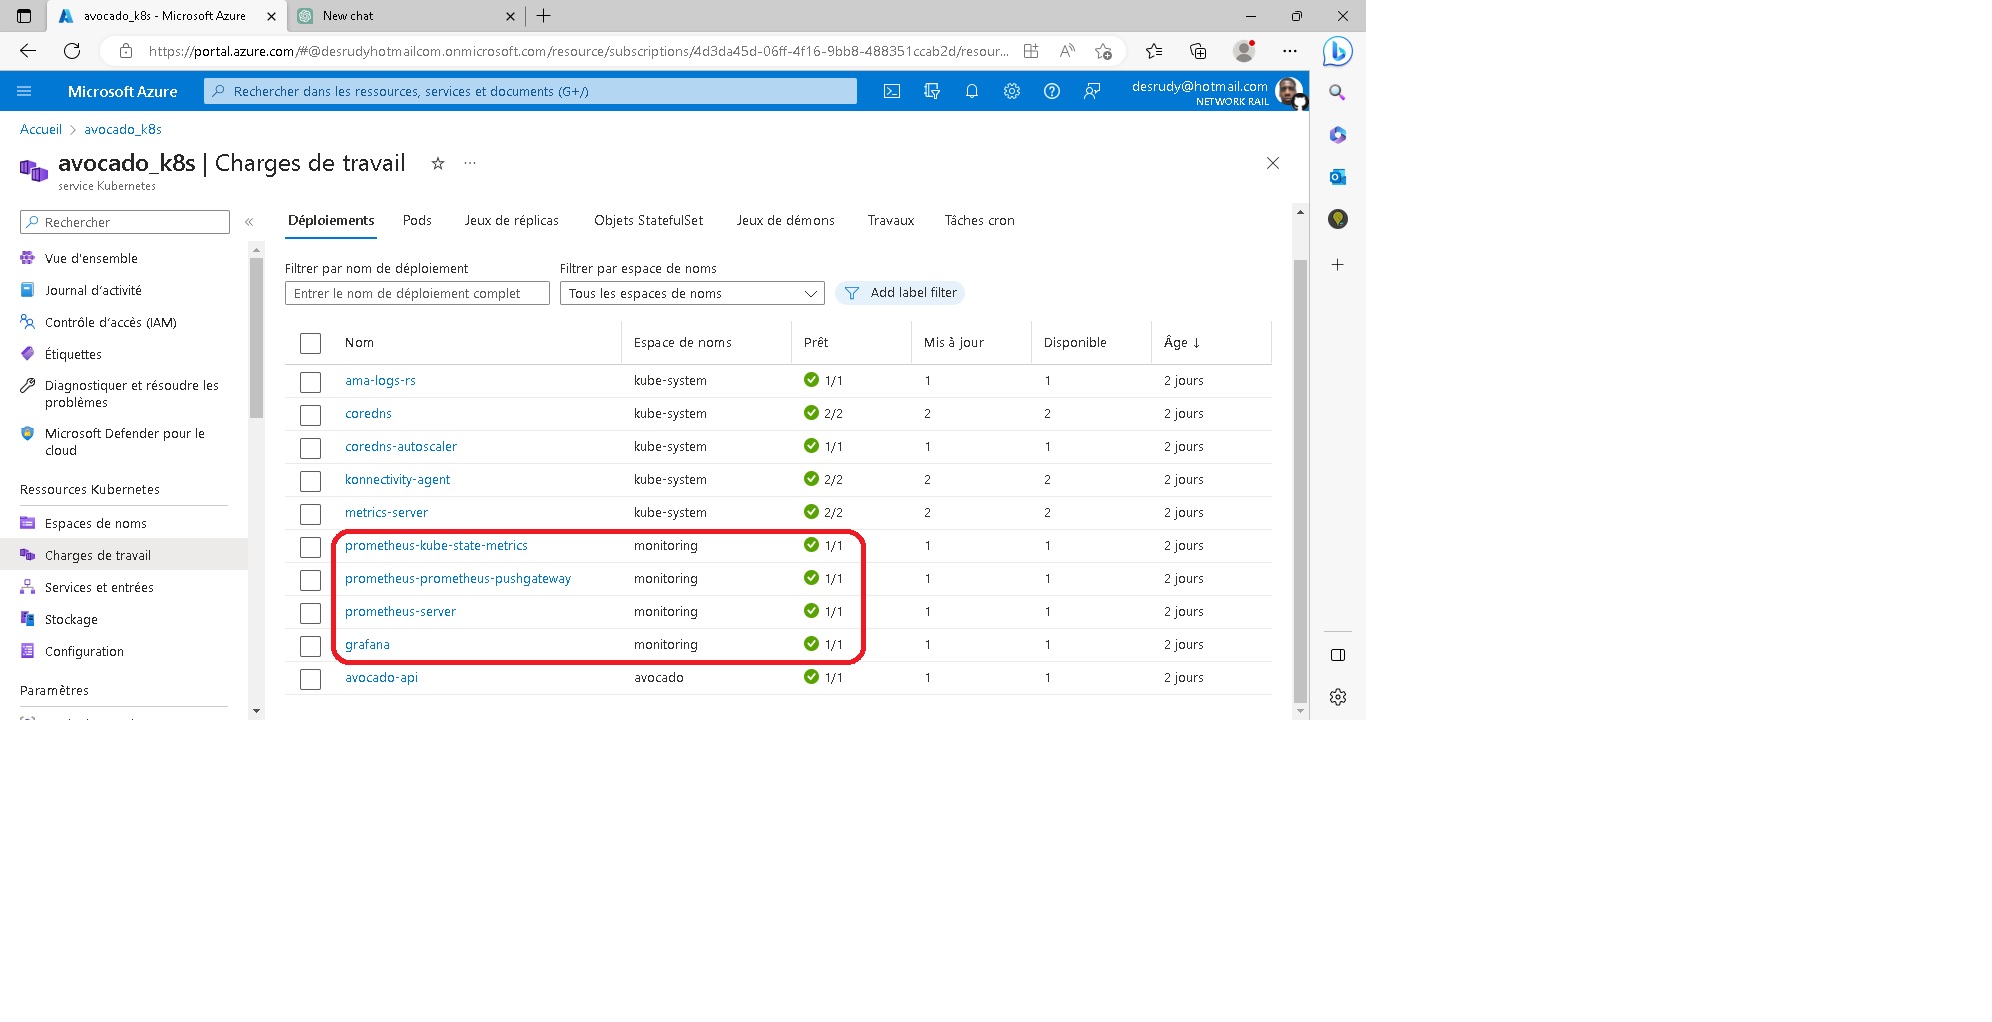 avocado_k8s - Microsoft Azure
New chat
https://portal.azure.com/#@desrudyhotmailcom.onmicrosoft.com/resource/subscriptions/4d3da45d-06ff-4f16-9bb8-488351ccab2d/resour...
Microsoft Azure
Rechercher dans les ressources, services et documents (G+/)
desrudy@hotmail.com
NETWORK RAIL
Accueil > avocado_k8s
avocado_k8s | Charges de travail
service Kubernetes
Rechercher
Vue d'ensemble
Journal d'activité
Contrôle d'accès (IAM)
Étiquettes
Diagnostiquer et résoudre les
problèmes
Microsoft Defender pour le
cloud
Ressources Kubernetes
Espaces de noms
Charges de travail
Services et entrées
Stockage
Configuration
Paramètres
Déploiements Pods Jeux de réplicas Objets StatefulSet Jeux de démons Travaux Tâches cron
Filtrer par nom de déploiement Filtrer par espace de noms
Entrer le nom de déploiement complet Tous les espaces de noms Add label filter
Nom Espace de noms Prêt Mis à jour Disponible Âge ↓
ama-logs-rs kube-system 1/1 1 1 2 jours
coredns kube-system 2/2 2 2 2 jours
coredns-autoscaler kube-system 1/1 1 1 2 jours
konnectivity-agent kube-system 2/2 2 2 2 jours
metrics-server kube-system 2/2 2 2 2 jours
prometheus-kube-state-metrics monitoring 1/1 1 1 2 jours
prometheus-prometheus-pushgateway monitoring 1/1 1 1 2 jours
prometheus-server monitoring 1/1 1 1 2 jours
grafana monitoring 1/1 1 1 2 jours
avocado-api avocado 1/1 1 1 2 jours